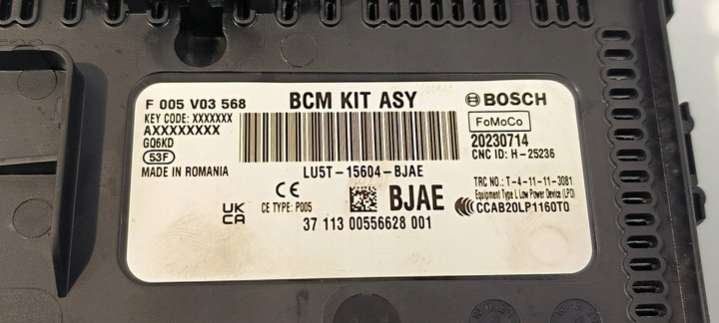 F 005 V03 568 BCM KIT ASY BOSCH
KEY CODE: XXXXXXX
AXXXXXXXX
GQ6KD
53F
MADE IN ROMANIA
LU5T-15604-BJAE
FoMoCo
20230714
CNC ID: H-25236
TRC NO.: T-4-11-11-3081
Equipment Type L Low Power Device (LPD)
CCAB20LP1160T0
CE
UK CA
CE TYPE: P005
BJAE
37 113 00556628 001